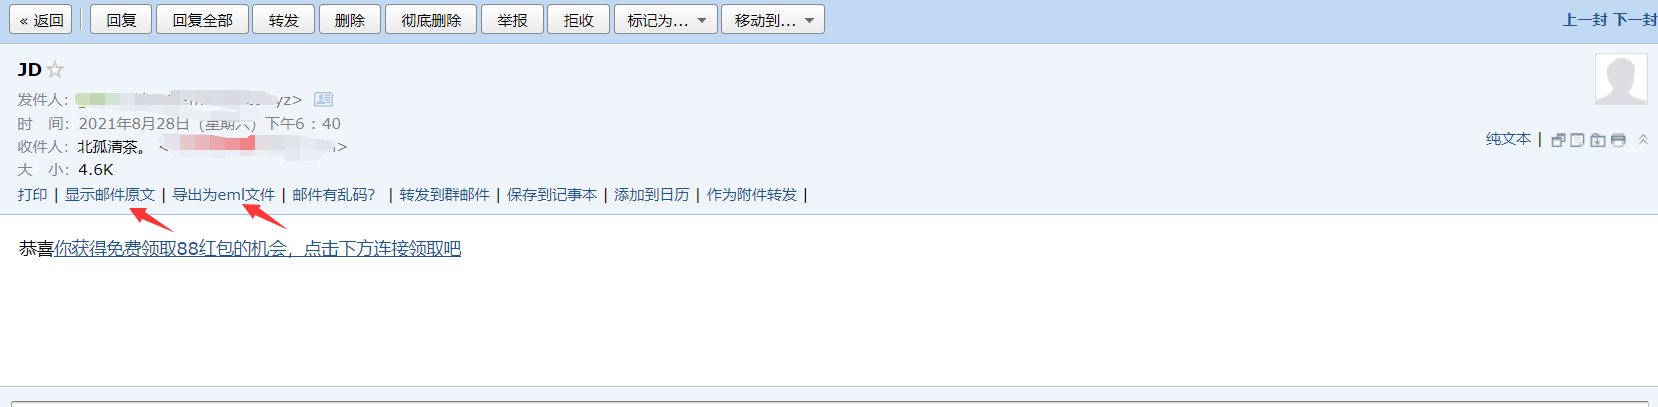 « 返回 回复 回复全部 转发 删除 彻底删除 举报 拒收 标记为... 移动到... 上一封 下一封
JD
发件人： yz>
时 间： 2021年8月28日（星期六）下午6：40
收件人： 北孤清茶。 < >
纯文本 |
大 小： 4.6K
打印 | 显示邮件原文 | 导出为eml文件 | 邮件有乱码？ | 转发到群邮件 | 保存到记事本 | 添加到日历 | 作为附件转发 |
恭喜你获得免费领取88红包的机会，点击下方连接领取吧